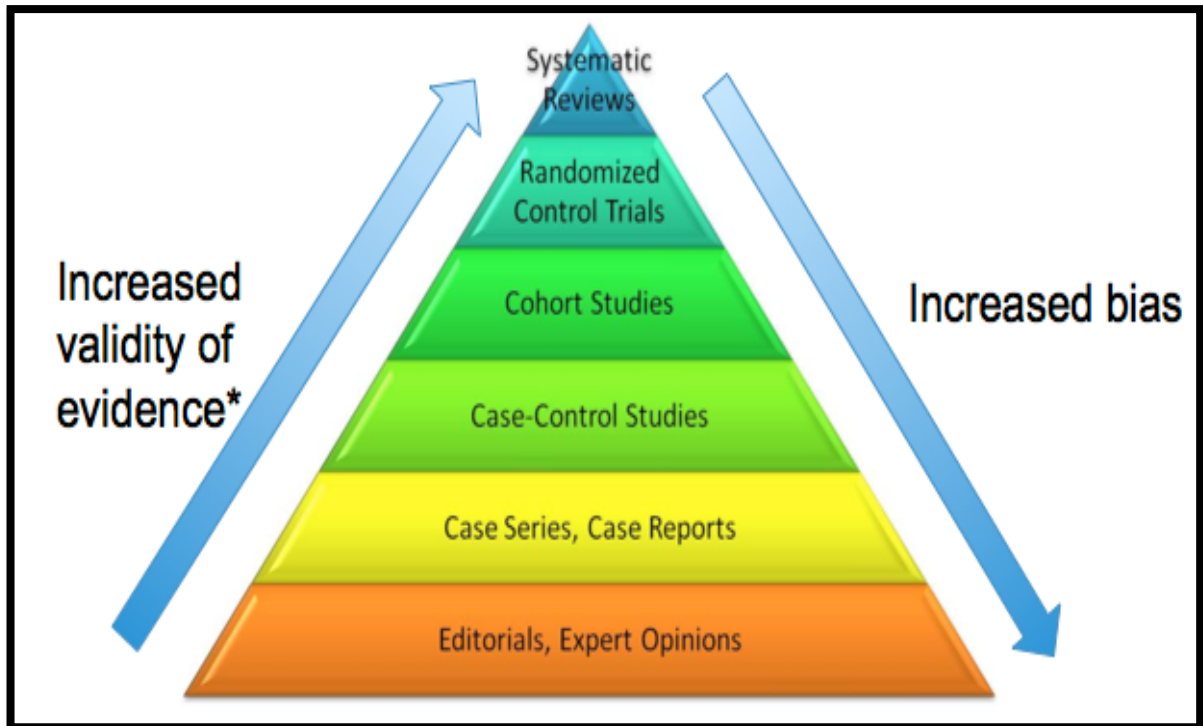 Systematic
Reviews
Randomized
Control Trials
Cohort Studies
Case-Control Studies
Case Series, Case Reports
Editorials, Expert Opinions
Increased
validity of
evidence*
Increased bias